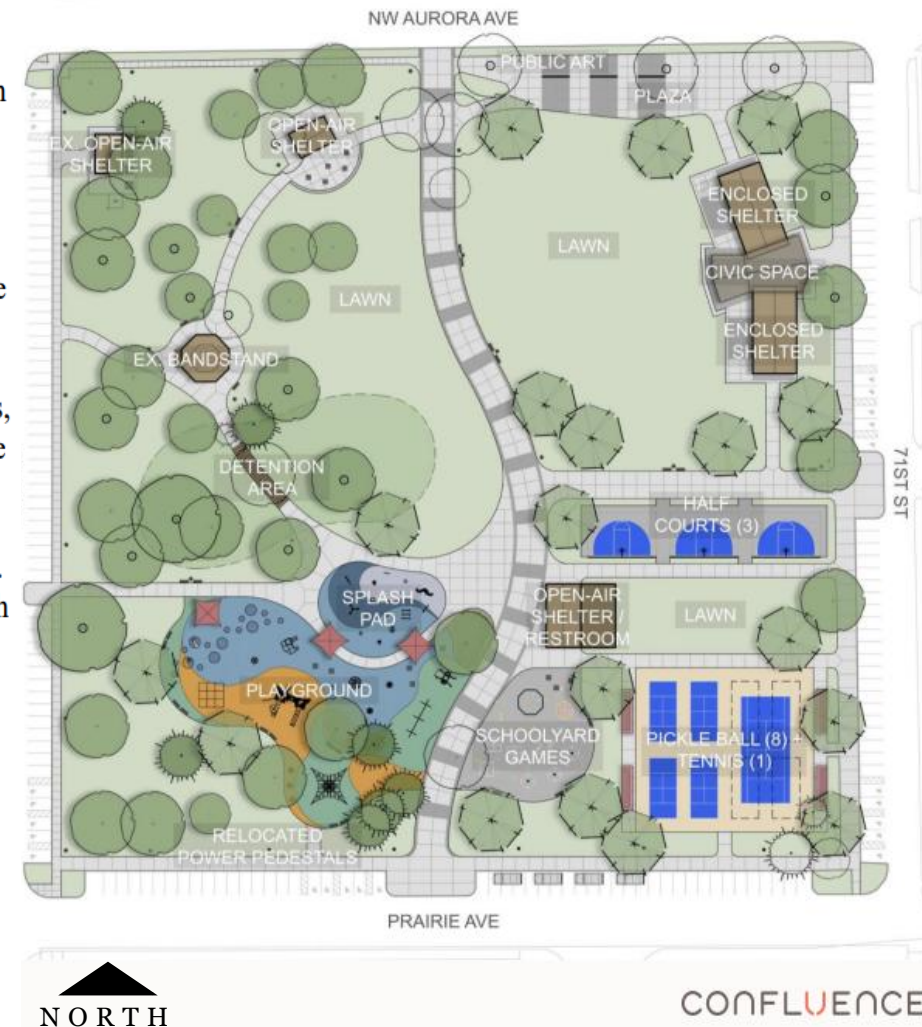 NW AURORA AVE
PUBLIC ART
PLAZA
EX. OPEN-AIR
SHELTER
OPEN-AIR
SHELTER
ENCLOSED
SHELTER
LAWN
CIVIC SPACE
LAWN
ENCLOSED
SHELTER
EX. BANDSTAND
DETENTION
AREA
71ST ST
HALF
COURTS (3)
SPLASH
PAD
OPEN-AIR
SHELTER /
RESTROOM
LAWN
PLAYGROUND
SCHOOLYARD
GAMES
PICKLE BALL (8) +
TENNIS (1)
RELOCATED
POWER PEDESTALS
PRAIRIE AVE
NORTH
CONFLUENCE